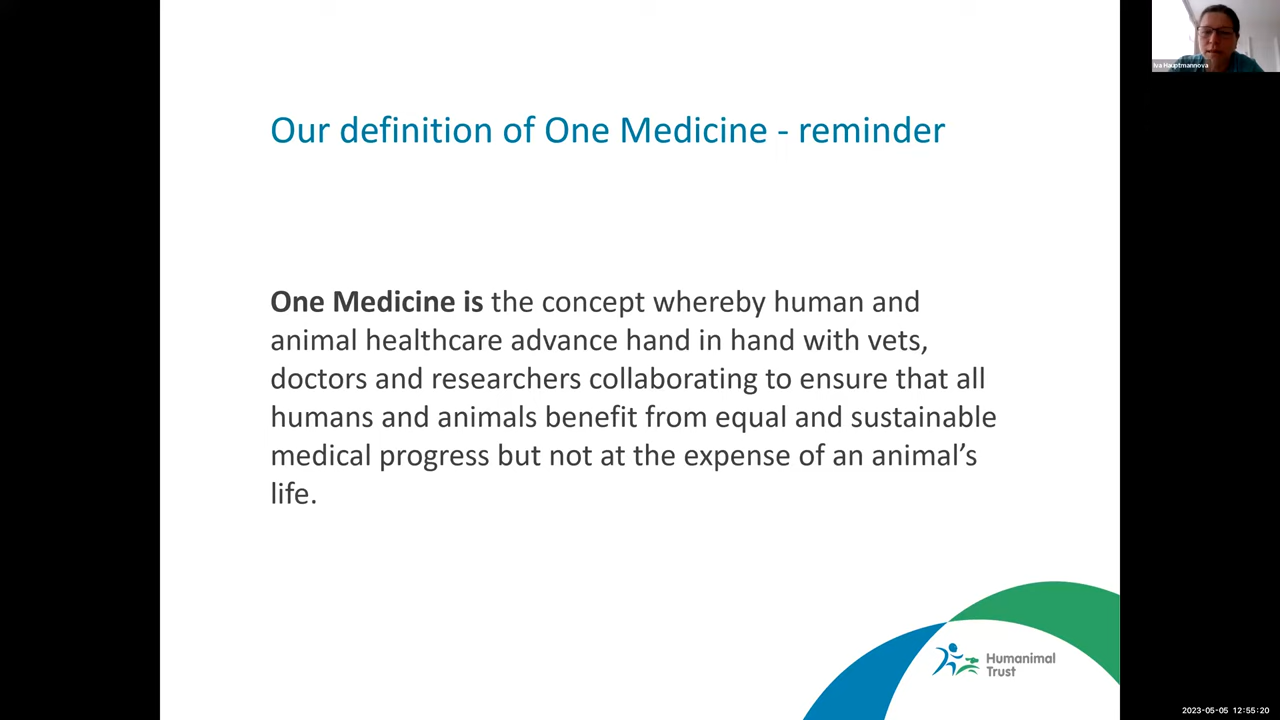 Iva Hauptmannova
Our definition of One Medicine - reminder
One Medicine is the concept whereby human and
animal healthcare advance hand in hand with vets,
doctors and researchers collaborating to ensure that all
humans and animals benefit from equal and sustainable
medical progress but not at the expense of an animal’s
life.
Humanimal
Trust
2023-05-05 12:55:20